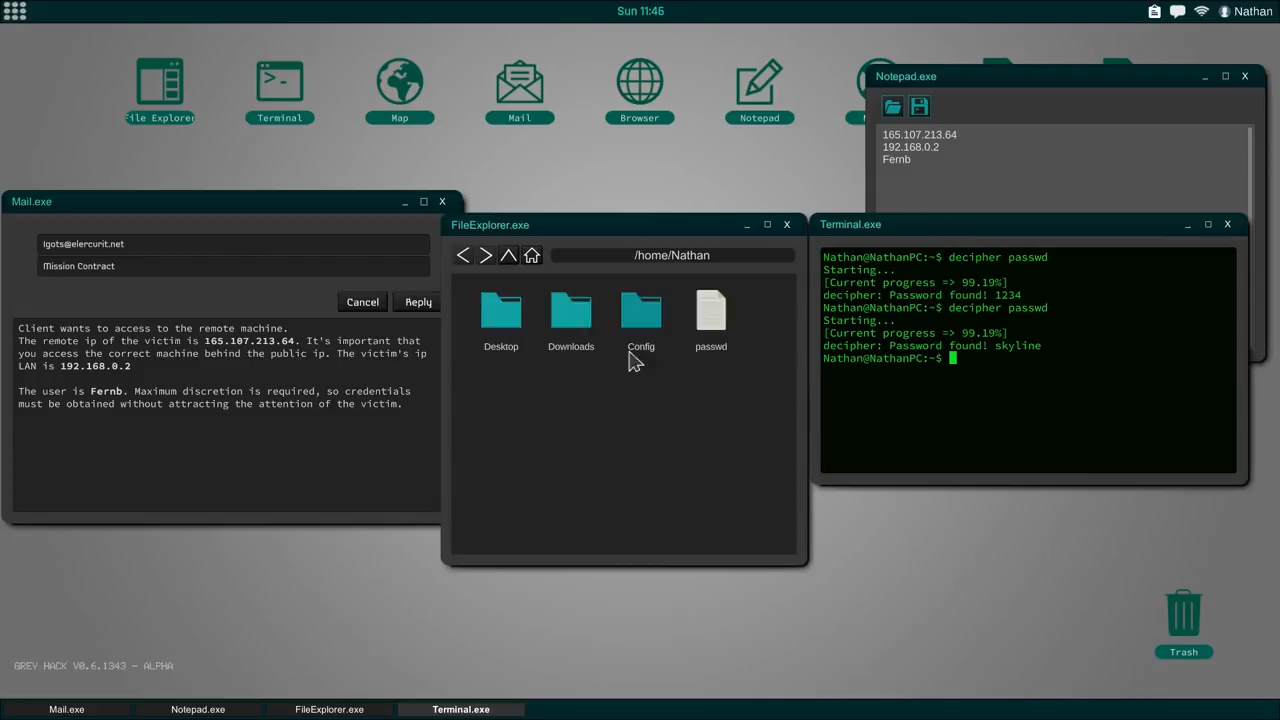 Sun 11:46
Nathan
File Explorer
Terminal
Map
Mail
Browser
Notepad
Notepad.exe
165.107.213.64
192.168.0.2
Fernb
Mail.exe
lgots@elercurit.net
Mission Contract
Cancel
Reply
Client wants to access to the remote machine.
The remote ip of the victim is 165.107.213.64. It's important that
you access the correct machine behind the public ip. The victim's ip
LAN is 192.168.0.2
The user is Fernb. Maximum discretion is required, so credentials
must be obtained without attracting the attention of the victim.
FileExplorer.exe
/home/Nathan
Desktop
Downloads
Config
passwd
Terminal.exe
Nathan@NathanPC:~$ decipher passwd
Starting...
[Current progress => 99.19%]
decipher: Password found! 1234
Nathan@NathanPC:~$ decipher passwd
Starting...
[Current progress => 99.19%]
decipher: Password found! skyline
Nathan@NathanPC:~$
Trash
GREY HACK V0.6.1343 - ALPHA
Mail.exe
Notepad.exe
FileExplorer.exe
Terminal.exe